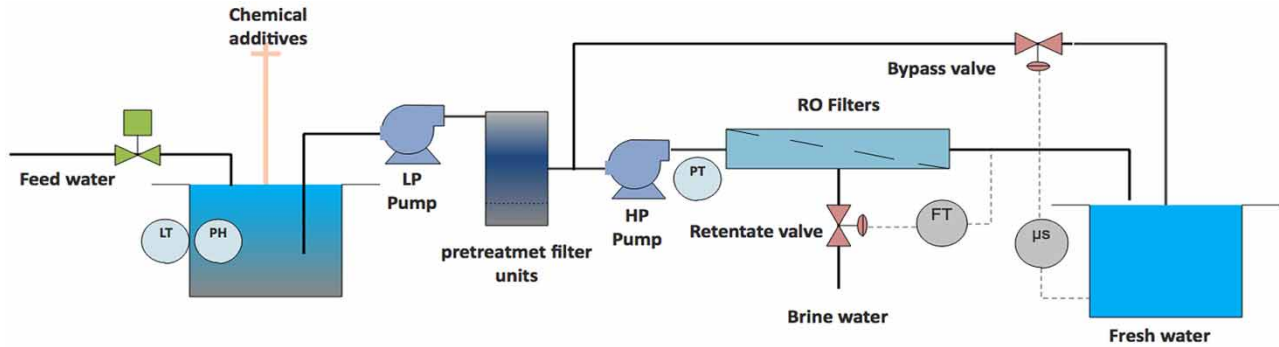 Chemical
additives
Feed water
LT
PH
LP
Pump
pretreatmet filter
units
HP
Pump
PT
RO Filters
Bypass valve
Retentate valve
FT
µs
Brine water
Fresh water